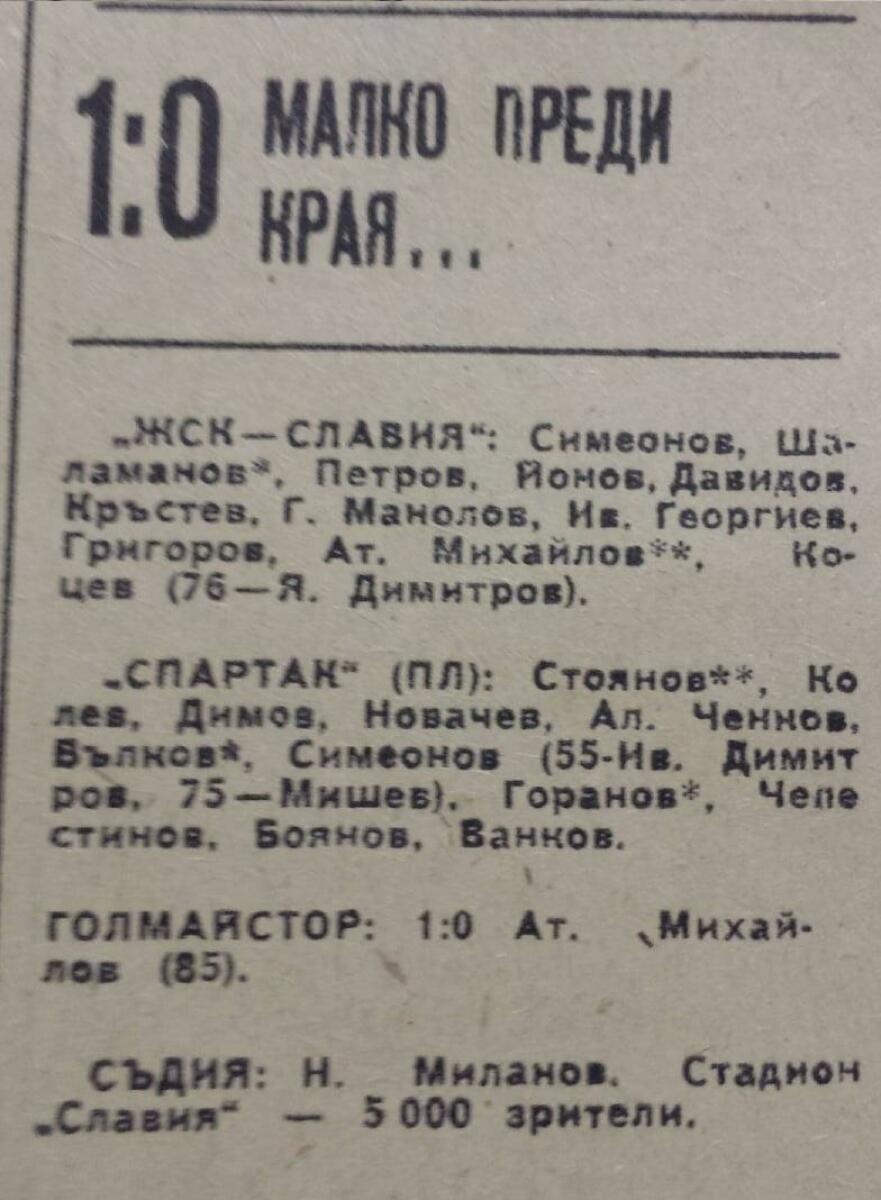 1:0 МАЛКО ПРЕДИ
КРАЯ...
„ЖСК—СЛАВИЯ“: Симеонов, Ша-
ламанов*, Петров, Йонов, Давидов,
Кръстев, Г. Манолов, Ив. Георгиев,
Григоров, Ат. Михайлов**, Ко-
цев (76—Я. Димитров).
„СПАРТАК“ (ПЛ): Стоянов**, Ко
лев, Димов, Новачев, Ал. Ченков,
Вълков*, Симеонов (55-Ив. Димит
ров, 75—Мишев), Горанов*, Челе
стинов, Боянов, Ванков.
ГОЛМАЙСТОР: 1:0 Ат. Михай-
лов (85).
СЪДИЯ: Н. Миланов. Стадион
„Славия“ — 5 000 зрители.